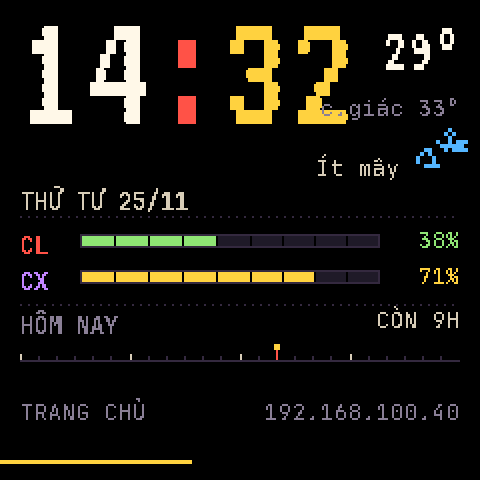 14:32
29°
c.giác 33°
Ít mây
THỨ TƯ 25/11
CL 38%
CX 71%
HÔM NAY CÒN 9H
TRANG CHỦ 192.168.100.40